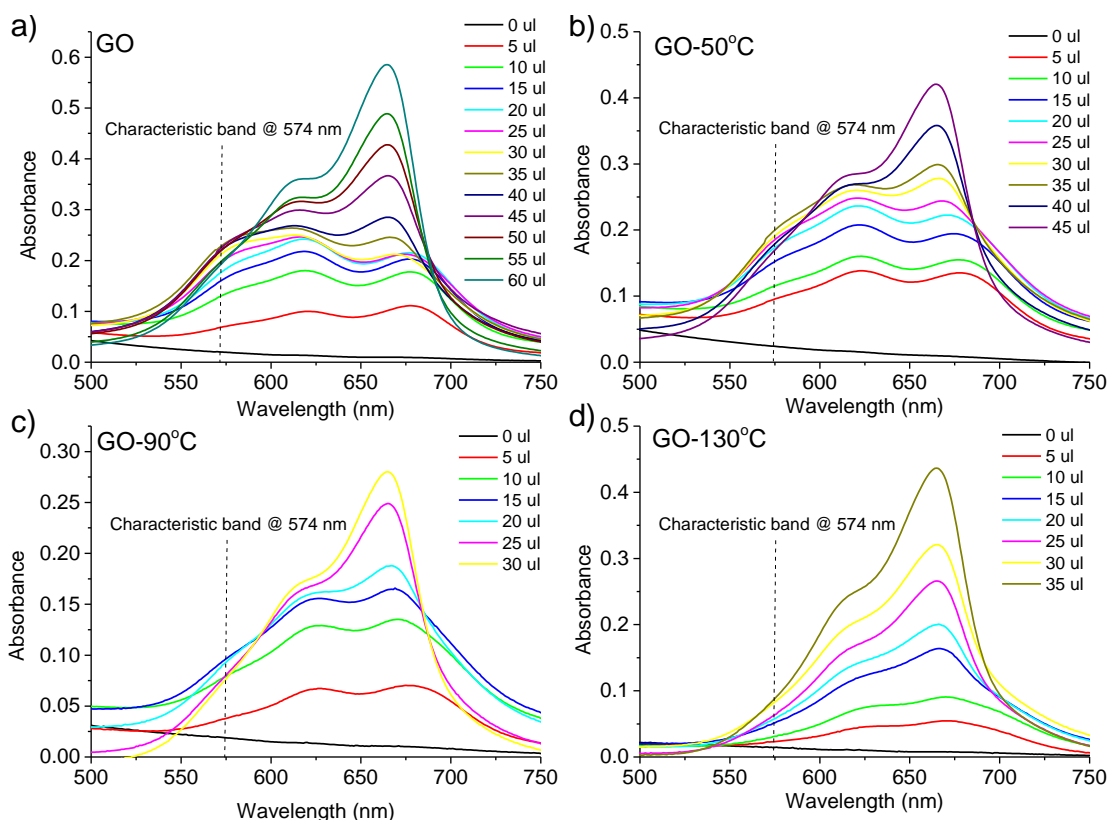 a)
GO
0.6
0.5
0.4
0.3
0.2
0.1
0.0
Absorbance
Characteristic band @ 574 nm
0 ul
5 ul
10 ul
15 ul
20 ul
25 ul
30 ul
35 ul
40 ul
45 ul
50 ul
55 ul
60 ul
500 550 600 650 700 750
Wavelength (nm)
b)
GO-50°C
0.5
0.4
0.3
0.2
0.1
0.0
Absorbance
Characteristic band @ 574 nm
0 ul
5 ul
10 ul
15 ul
20 ul
25 ul
30 ul
35 ul
40 ul
45 ul
500 550 600 650 700 750
Wavelength (nm)
c)
GO-90°C
0.30
0.25
0.20
0.15
0.10
0.05
0.00
Absorbance
Characteristic band @ 574 nm
0 ul
5 ul
10 ul
15 ul
20 ul
25 ul
30 ul
500 550 600 650 700 750
Wavelength (nm)
d)
GO-130°C
0.5
0.4
0.3
0.2
0.1
0.0
Absorbance
Characteristic band @ 574 nm
0 ul
5 ul
10 ul
15 ul
20 ul
25 ul
30 ul
35 ul
500 550 600 650 700 750
Wavelength (nm)